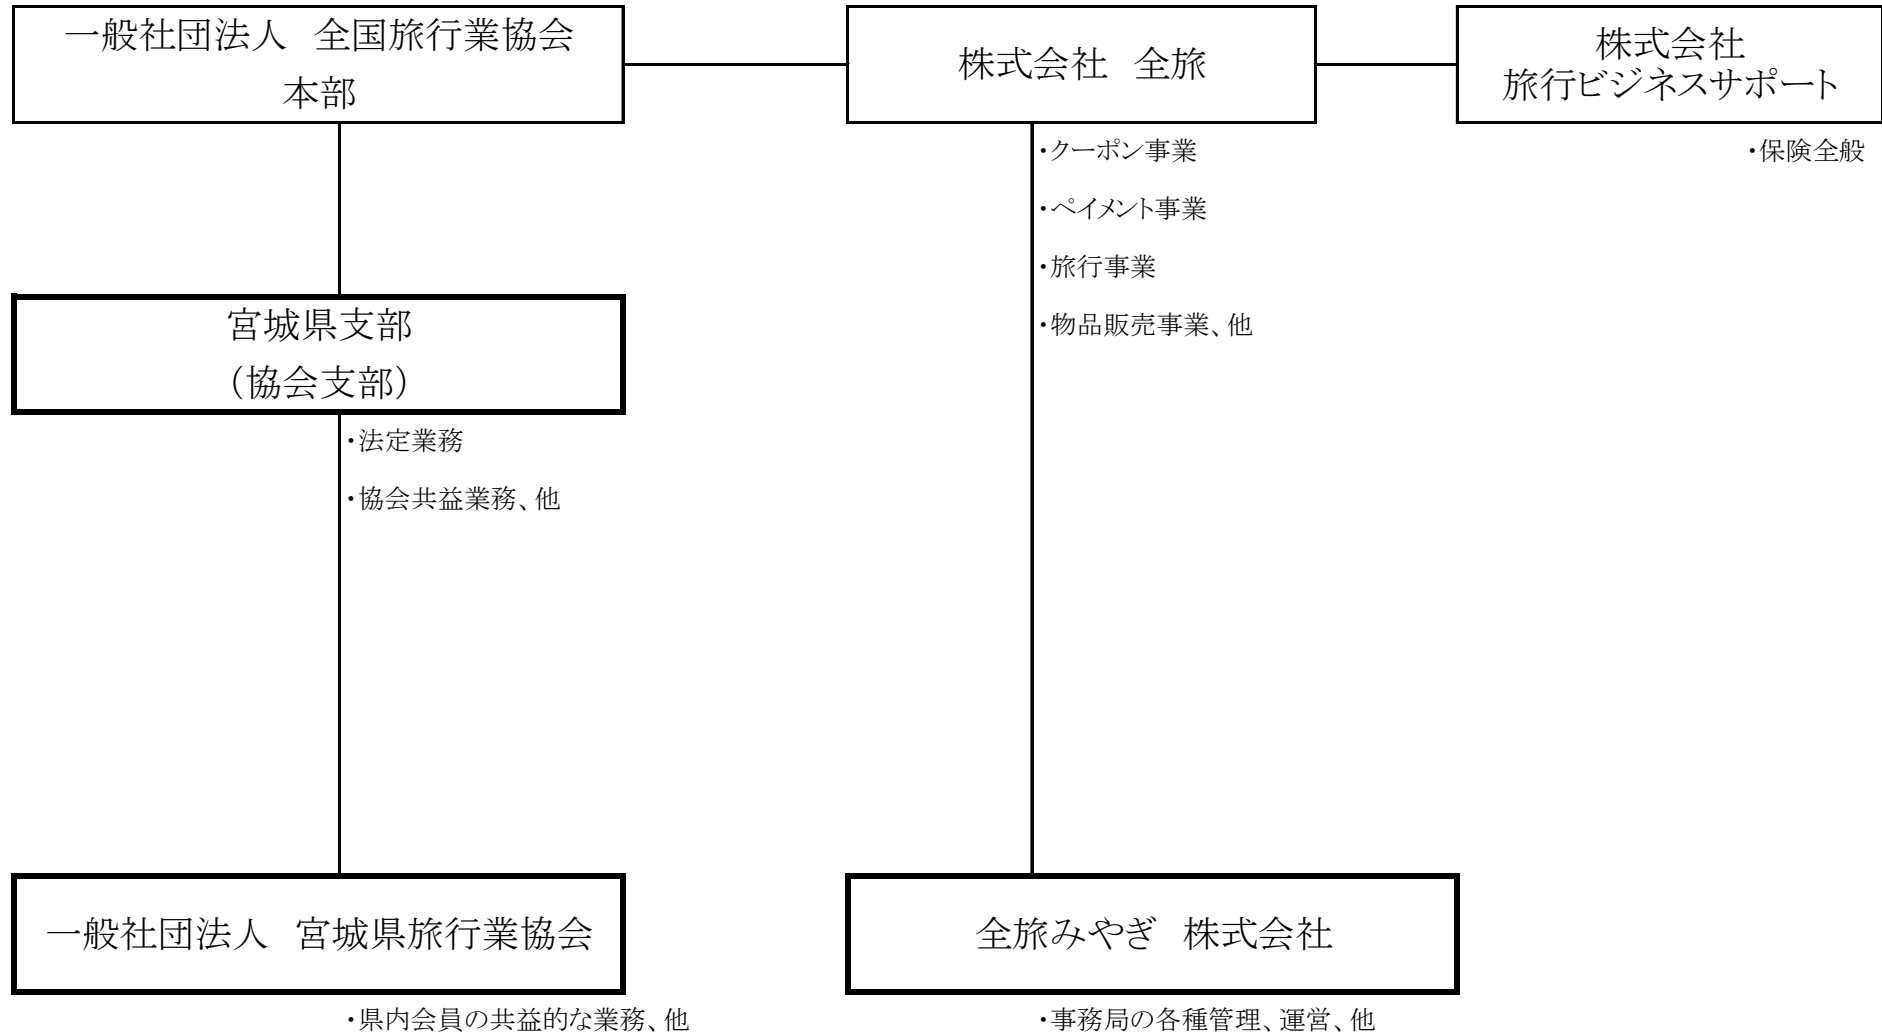 一般社団法人　全国旅行業協会
本部
株式会社　全旅
株式会社
旅行ビジネスサポート
・クーポン事業
・保険全般
・ペイメント事業
・旅行事業
・物品販売事業、他
宮城県支部
（協会支部）
・法定業務
・協会共益業務、他
一般社団法人　宮城県旅行業協会
全旅みやぎ　株式会社
・県内会員の共益的な業務、他
・事務局の各種管理、運営、他